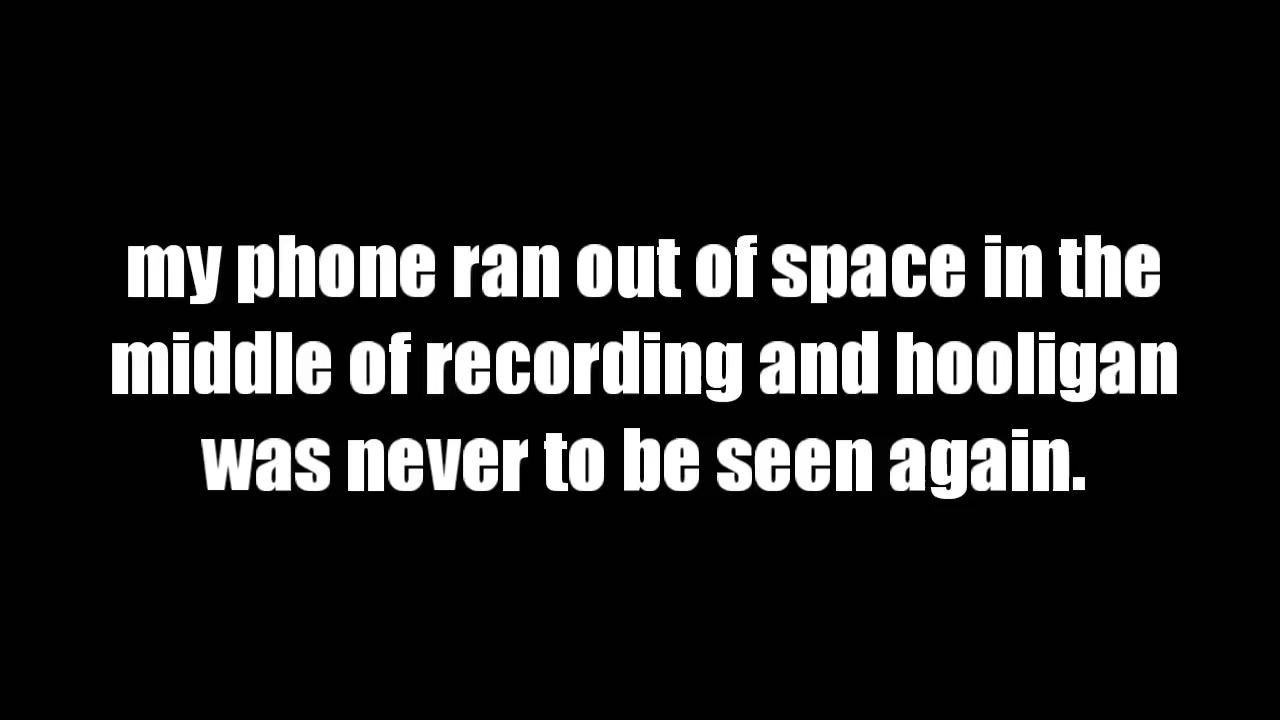 my phone ran out of space in the
middle of recording and hooligan
was never to be seen again.